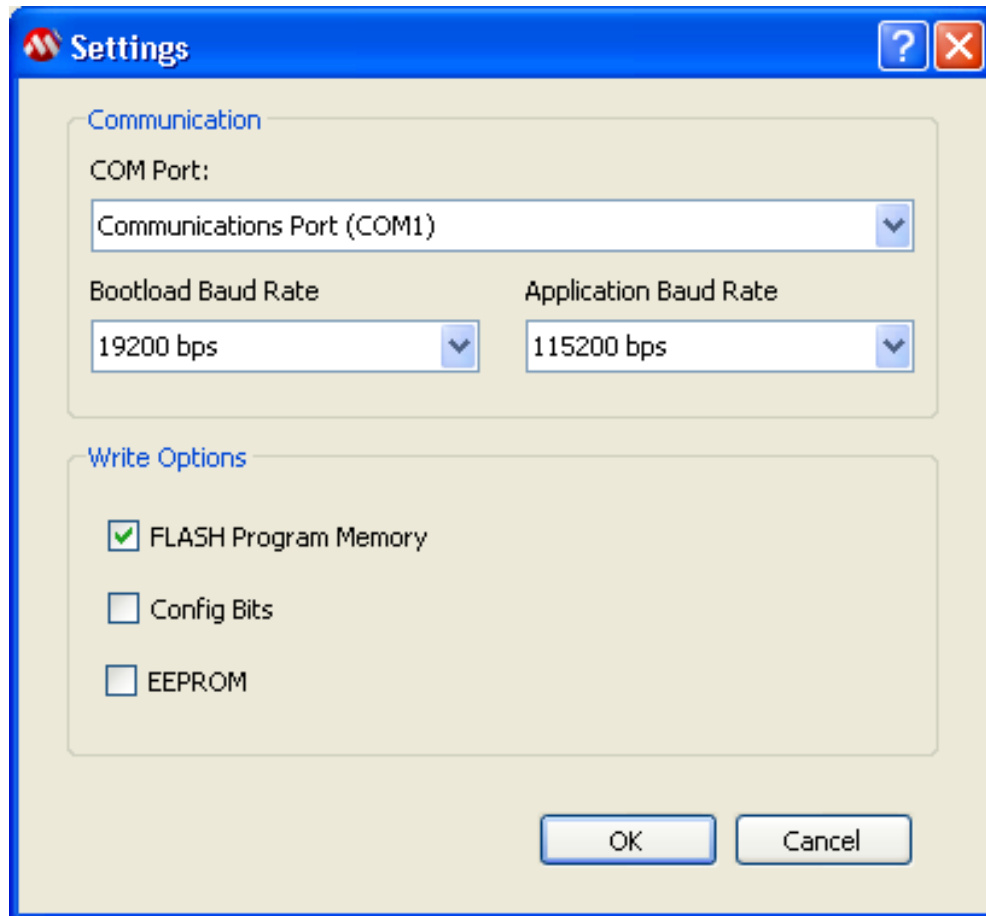 Settings
Communication
COM Port:
Communications Port (COM1)
Bootload Baud Rate Application Baud Rate
19200 bps 115200 bps
Write Options
FLASH Program Memory
Config Bits
EEPROM
OK Cancel